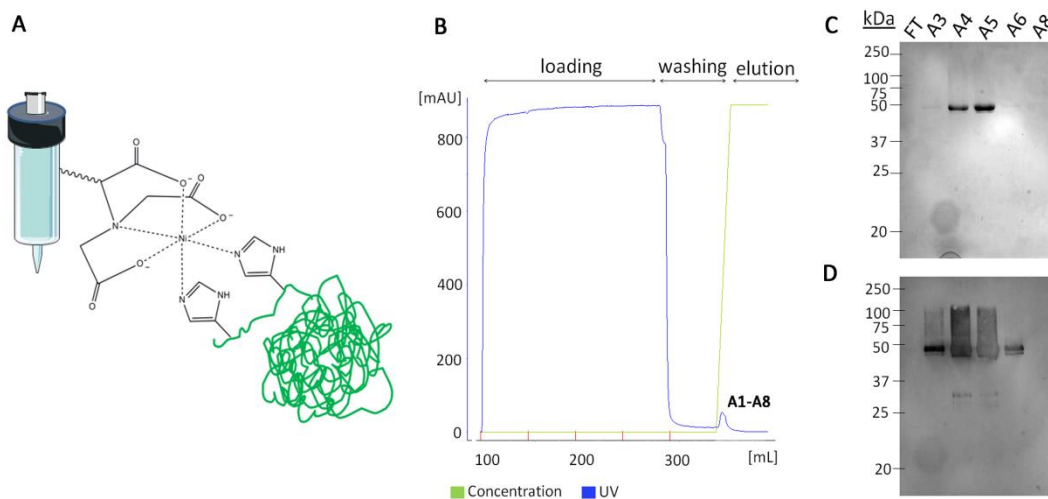 A
O
O⁻
O
O
O⁻
N
Ni
N
NH
O⁻
O
N
NH
B
loading washing elution
[mAU]
800
600
400
200
0
A1-A8
100 200 300 [mL]
Concentration UV
C
kDa FT A3 A4 A5 A6 A8
250
100
75
50
37
25
20
D
250
100
75
50
37
25
20